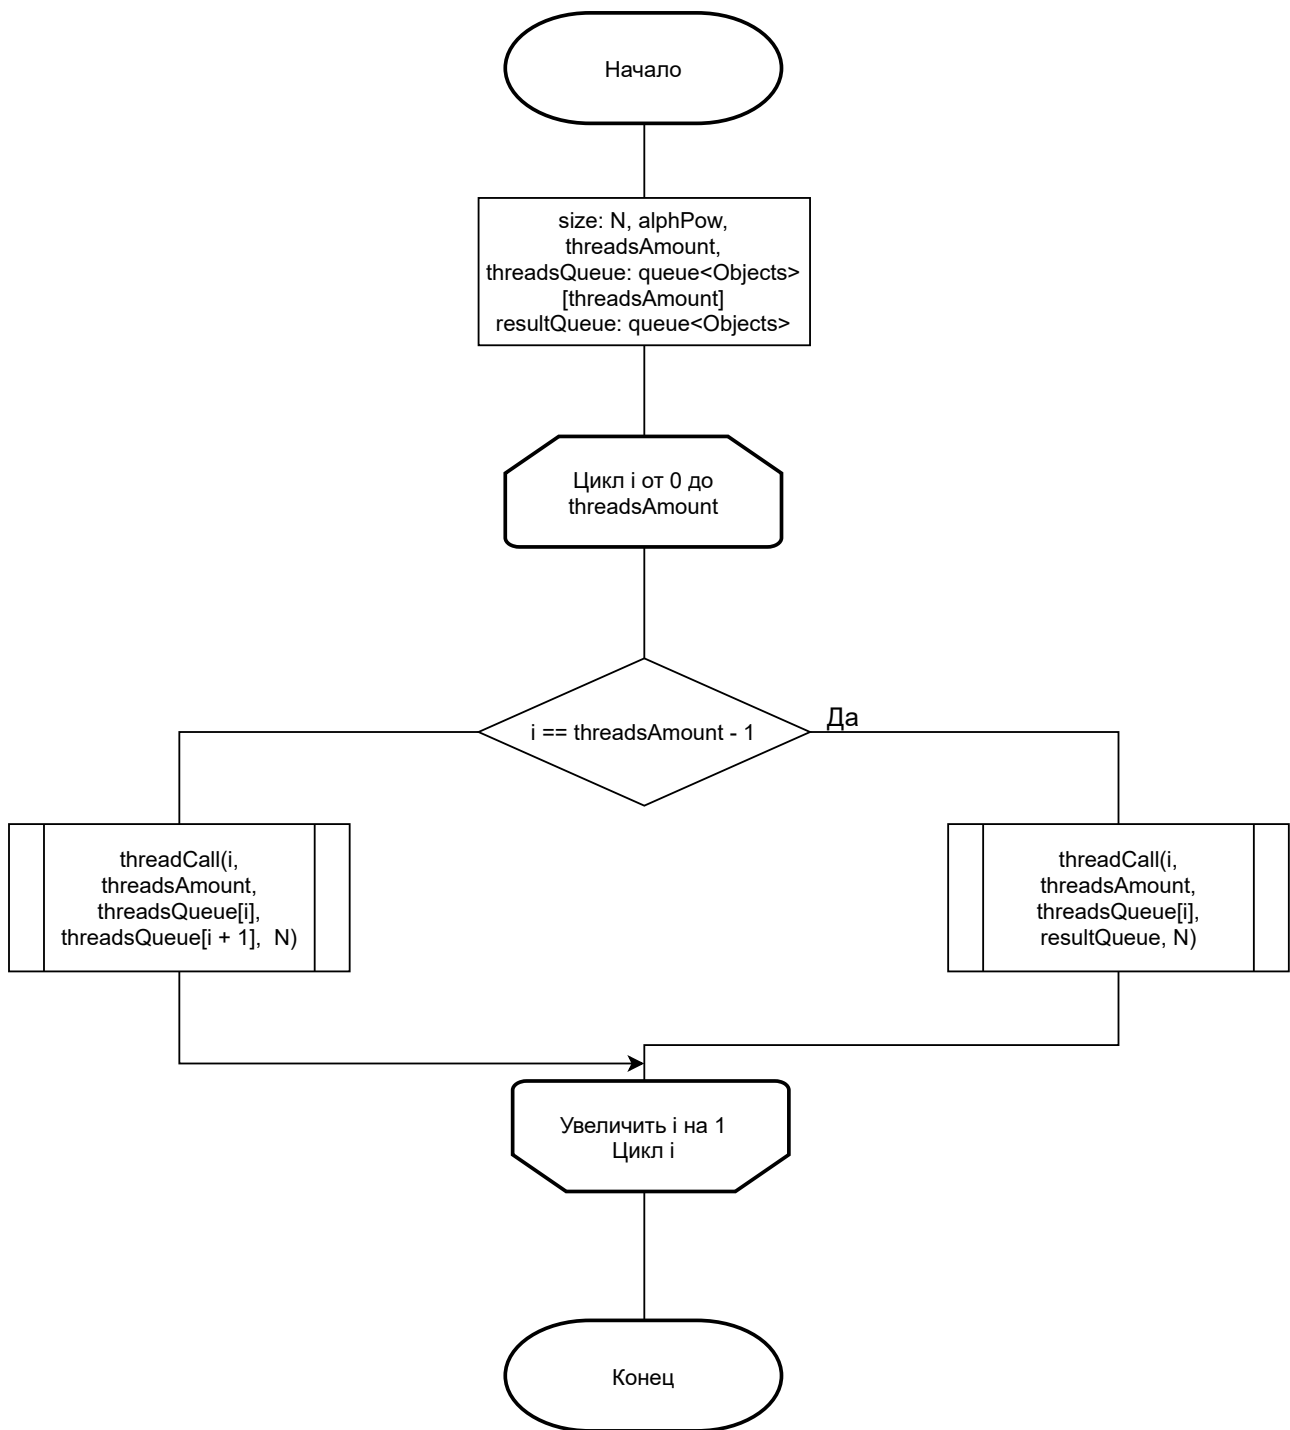 Начало
size: N, alphPow,
threadsAmount,
threadsQueue: queue<Objects>
[threadsAmount]
resultQueue: queue<Objects>
Цикл i от 0 до
threadsAmount
i == threadsAmount - 1
Да
threadCall(i,
threadsAmount,
threadsQueue[i],
threadsQueue[i + 1],  N)
threadCall(i,
threadsAmount,
threadsQueue[i],
resultQueue, N)
Увеличить i на 1
Цикл i
Конец